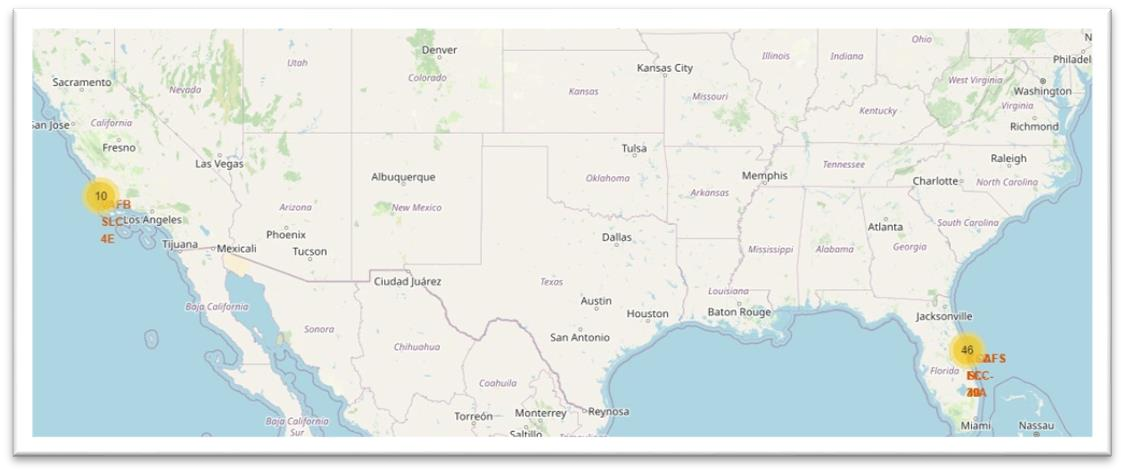 Ohio
N
Denver
Utah
Illinois
Indiana
Philadel
Kansas City
Sacramento
Colorado
West Virginia
Nevada
Kansas
Washington
Missouri
Virginia
Kentucky
San Jose
California
Richmond
Fresno
Tulsa
Las Vegas
Raleigh
Tennessee
Albuquerque
Memphis
Oklahoma
Charlotte
North Carolina
10
Arkansas
AFB
Arizona
New Mexico
SLC
Los Angeles
South Carolina
Atlanta
Phoenix
Dallas
4E
Tijuana
Mexicali
Tucson
Mississippi
Alabama
Georgia
Ciudad Juárez
Texas
Louisiana
Austin
Baja California
Houston
Baton Rouge
Jacksonville
Sonora
San Antonio
Chihuahua
46
AFS
Florida
Coahuila
Baja California
Sur
Torreón
Monterrey
Reynosa
Miami
Nassau
Saltillo
Tamaulipas